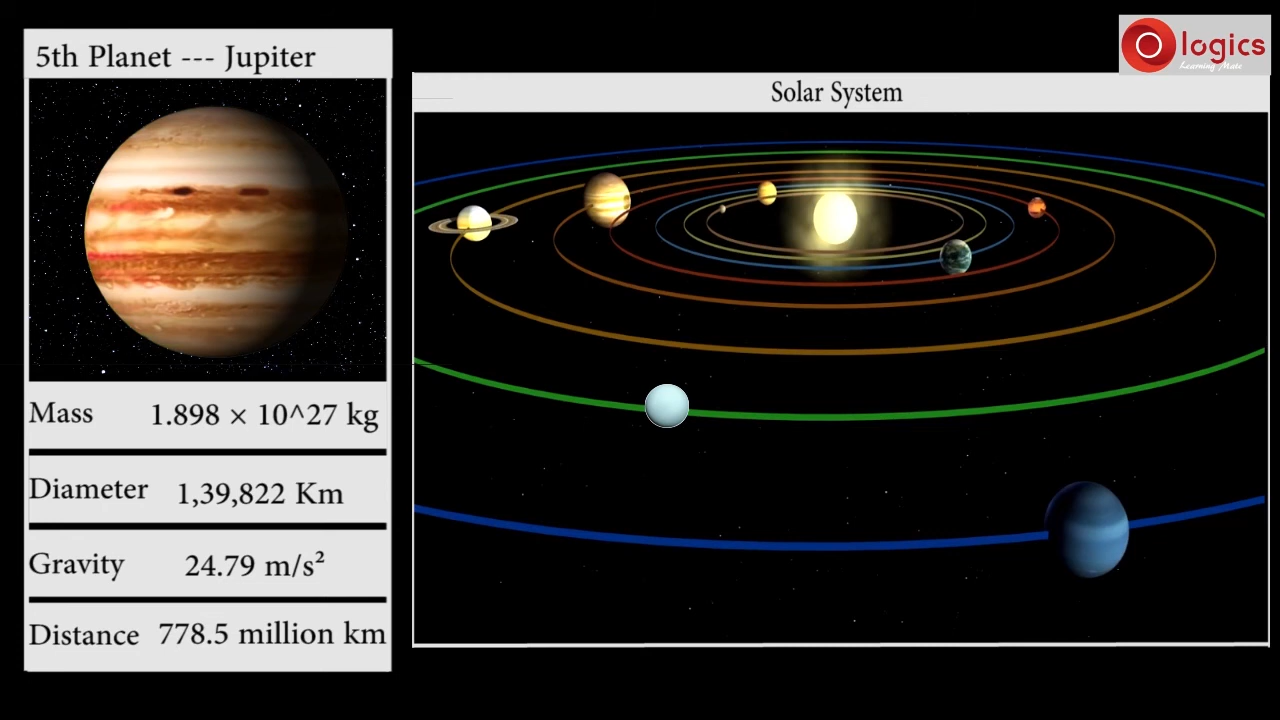 5th Planet --- Jupiter
logics
Learning Mate
Solar System
Mass 1.898 × 10^27 kg
Diameter 1,39,822 Km
Gravity 24.79 m/s²
Distance 778.5 million km